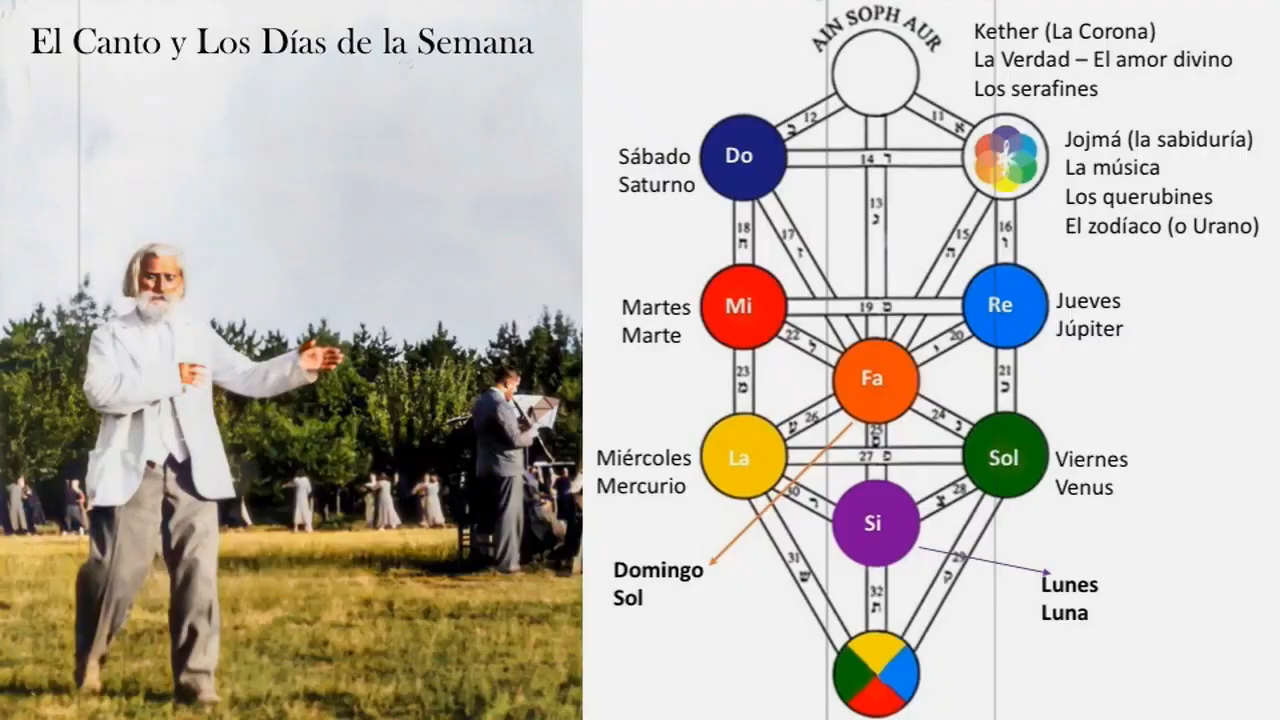 El Canto y Los Días de la Semana
AIN SOPH AUR
Kether (La Corona)
La Verdad – El amor divino
Los serafines
12
ב
11
א
Sábado
Saturno
Do
14
ד
Jojmá (la sabiduría)
La música
Los querubines
El zodíaco (o Urano)
13
18
ח
17
ז
15
ה
16
ו
Martes
Marte
Mi
19
Re
Jueves
Júpiter
22
ל
20
י
Fa
23
מ
21
כ
26
ע
25
ס
24
נ
Miércoles
Mercurio
La
27
פ
Sol
Viernes
Venus
30
ר
28
צ
Si
31
ש
29
ק
Domingo
Sol
Lunes
Luna
32
ת